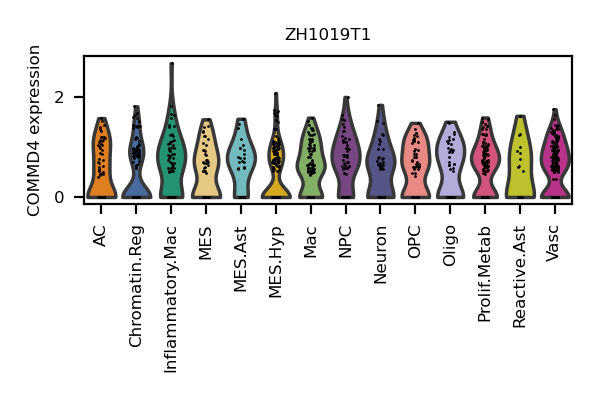 ZH1019T1
COMMD4 expression
2
0
AC
Chromatin.Reg
Inflammatory.Mac
MES
MES.Ast
MES.Hyp
Mac
NPC
Neuron
OPC
Oligo
Prolif.Metab
Reactive.Ast
Vasc